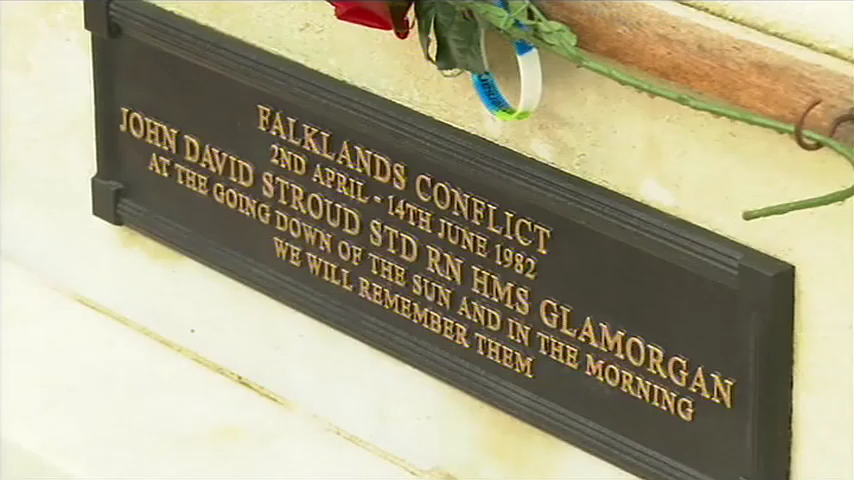 FALKLANDS CONFLICT
2ND APRIL - 14TH JUNE 1982
JOHN DAVID STROUD STD RN HMS GLAMORGAN
AT THE GOING DOWN OF THE SUN AND IN THE MORNING
WE WILL REMEMBER THEM